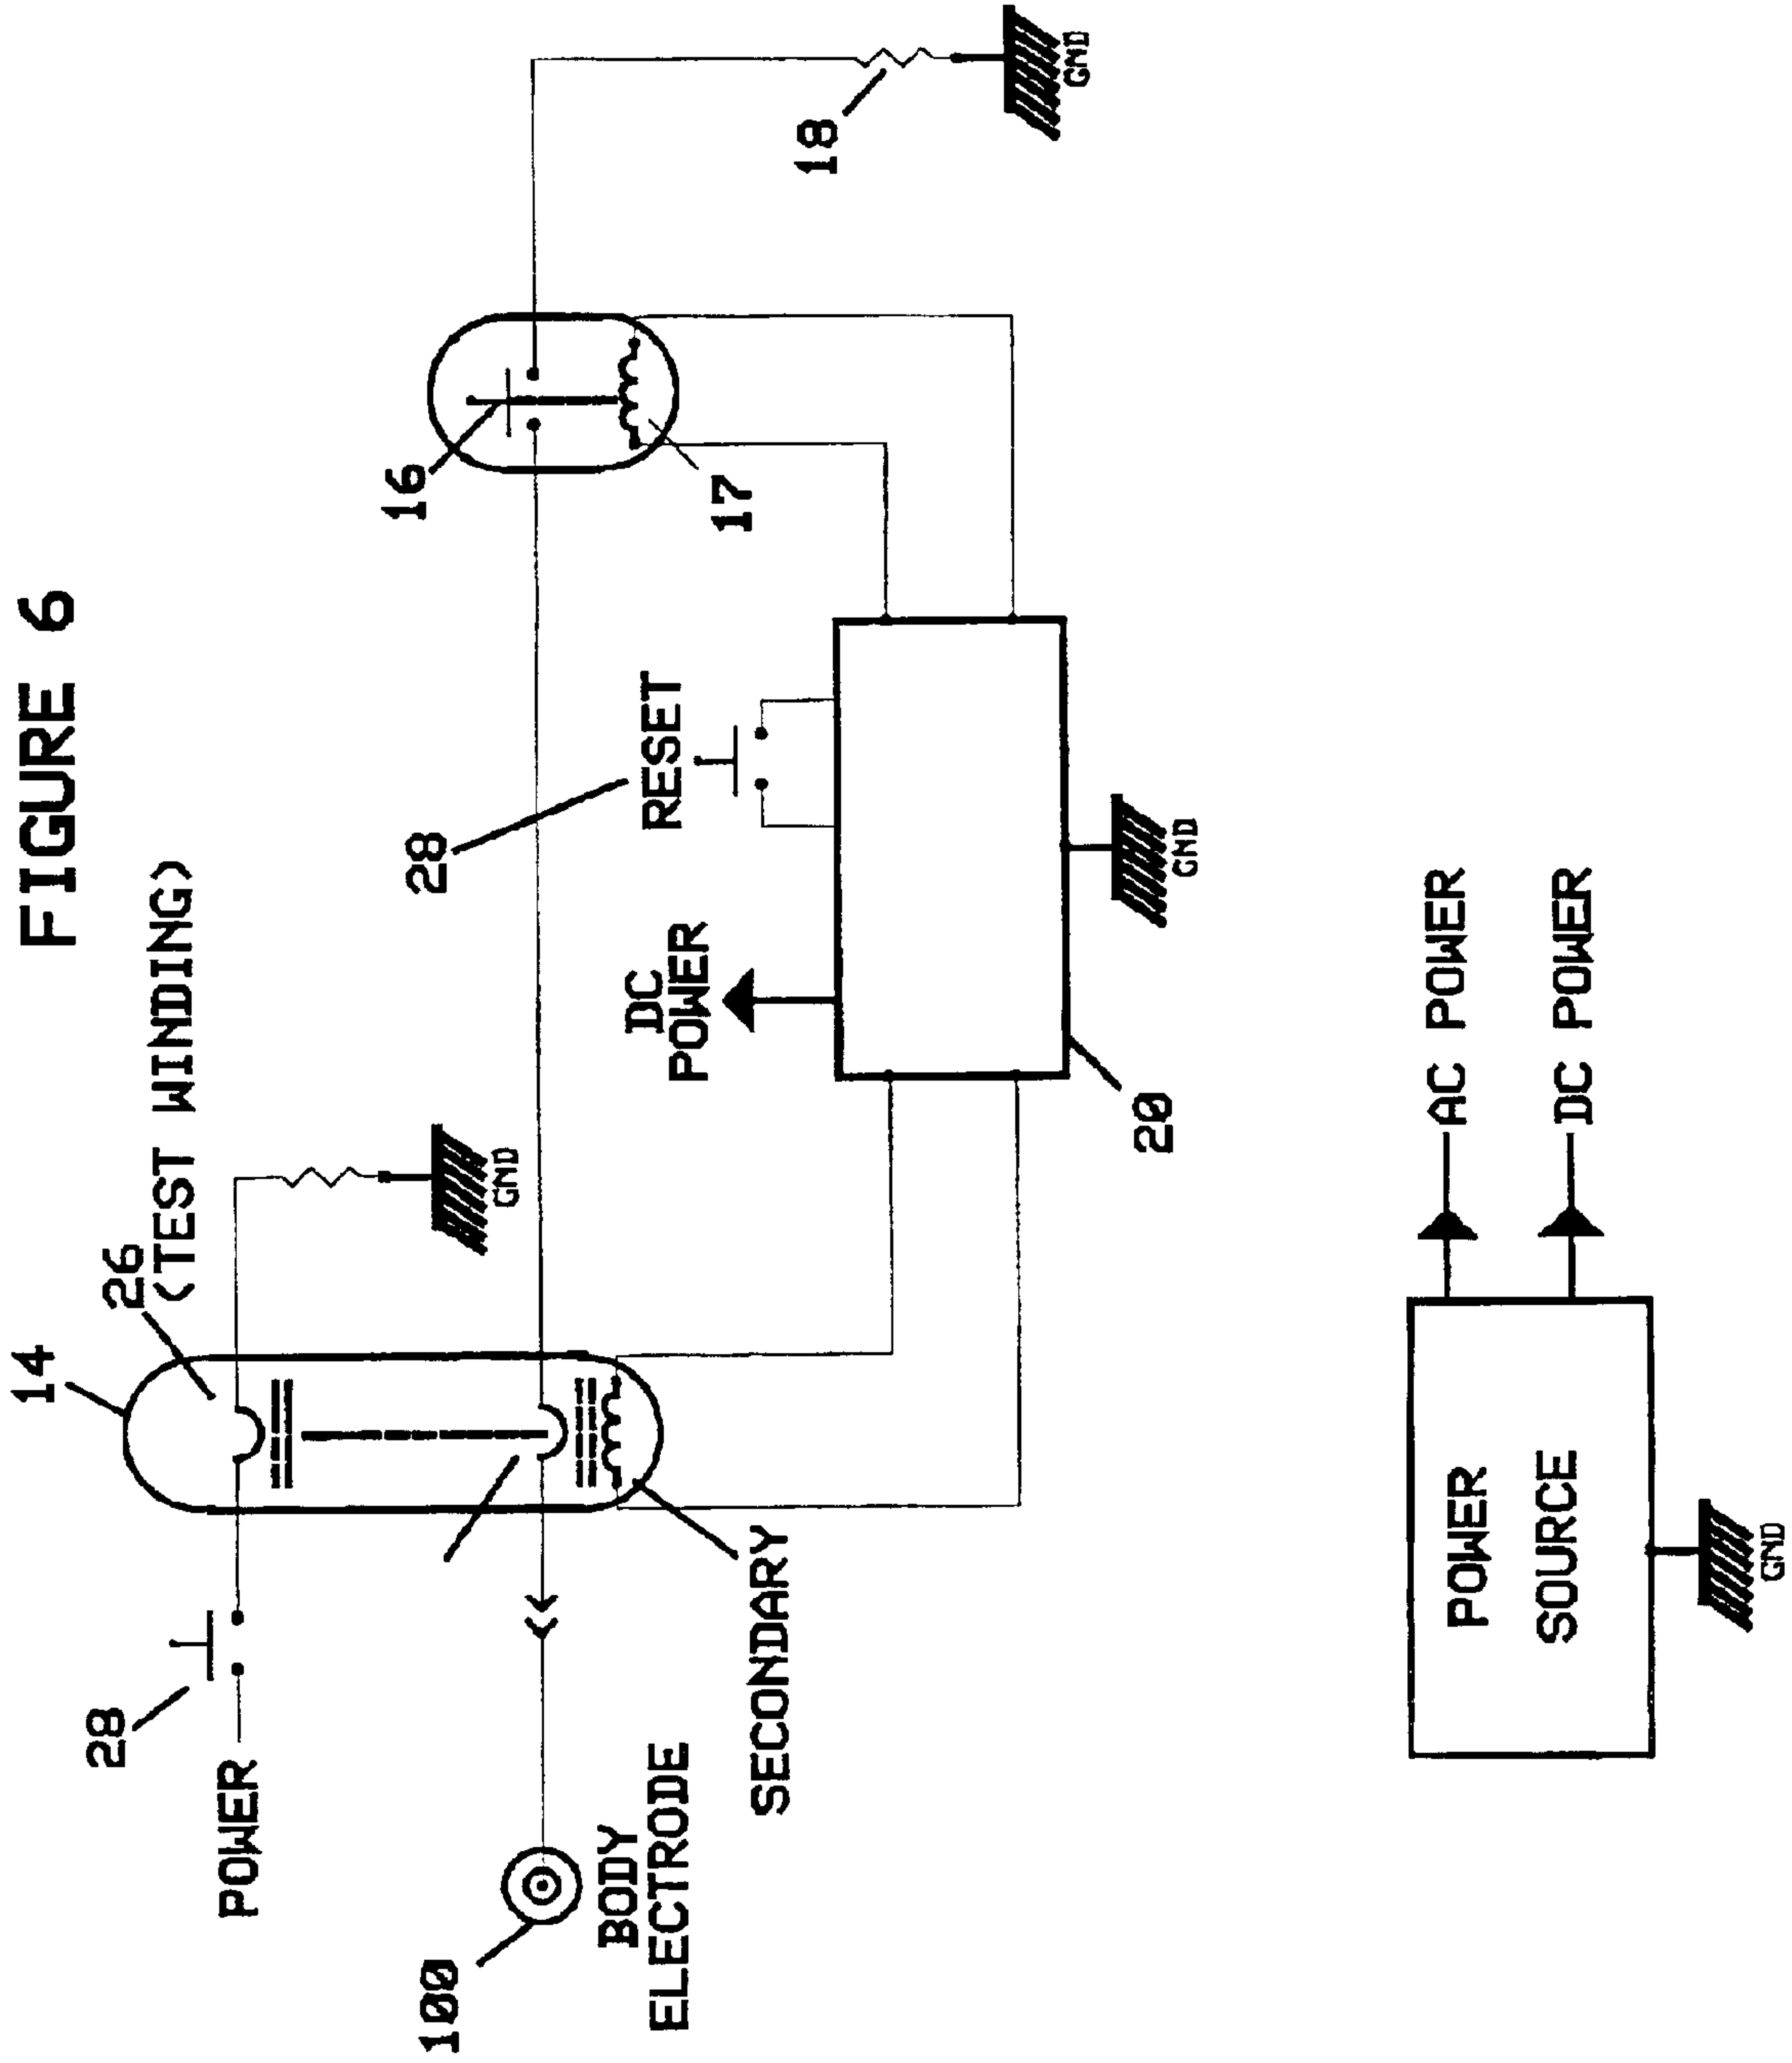 FIGURE 6
14
26
(TEST WINDING)
28
POWER
GND
16
17
18
GND
100
BODY
ELECTRODE
SECONDARY
28
RESET
DC
POWER
20
GND
POWER
SOURCE
AC POWER
DC POWER
GND